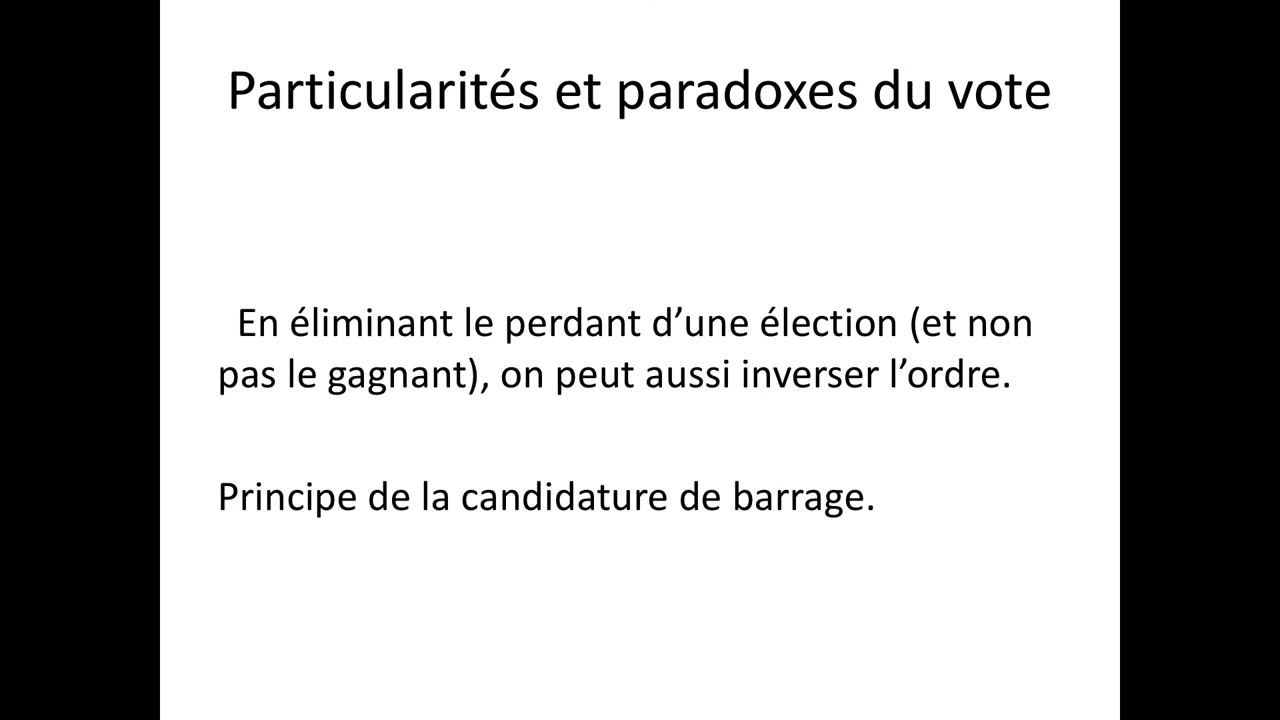 Particularités et paradoxes du vote
En éliminant le perdant d’une élection (et non
pas le gagnant), on peut aussi inverser l’ordre.
Principe de la candidature de barrage.